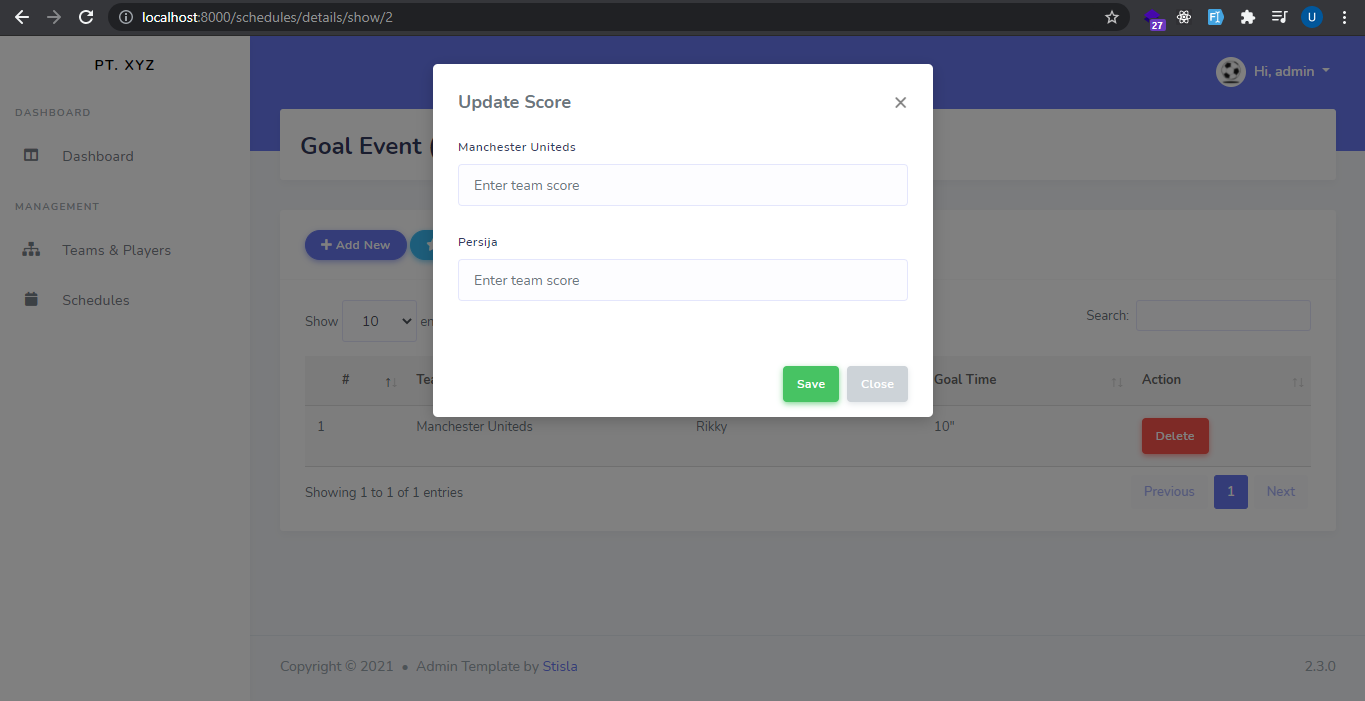 localhost:8000/schedules/details/show/2
27
U
PT. XYZ
Hi, admin
DASHBOARD
Dashboard
MANAGEMENT
Teams & Players
Schedules
Goal Event (
Add New
Show 10 en
Search:
# Tea Goal Time Action
1 Manchester Uniteds Rikky 10"
Delete
Showing 1 to 1 of 1 entries
Previous 1 Next
Update Score
×
Manchester Uniteds
Enter team score
Persija
Enter team score
Save Close
Copyright © 2021 • Admin Template by Stisla
2.3.0